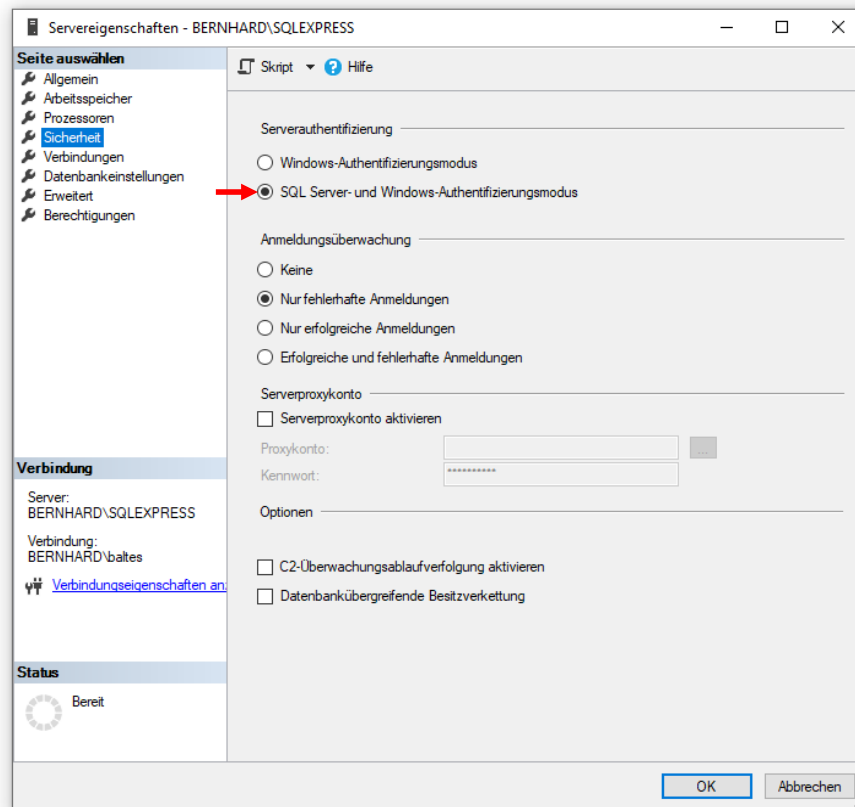 Servereigenschaften - BERNHARD\SQLEXPRESS
Seite auswählen
Allgemein
Arbeitsspeicher
Prozessoren
Sicherheit
Verbindungen
Datenbankeinstellungen
Erweitert
Berechtigungen
Skript
Hilfe
Serverauthentifizierung
Windows-Authentifizierungsmodus
SQL Server- und Windows-Authentifizierungsmodus
Anmeldungsüberwachung
Keine
Nur fehlerhafte Anmeldungen
Nur erfolgreiche Anmeldungen
Erfolgreiche und fehlerhafte Anmeldungen
Serverproxykonto
Serverproxykonto aktivieren
Proxykonto:
...
Kennwort:
**********
Optionen
C2-Überwachungsablaufverfolgung aktivieren
Datenbankübergreifende Besitzverkettung
Verbindung
Server:
BERNHARD\SQLEXPRESS
Verbindung:
BERNHARD\baltes
Verbindungseigenschaften an
Status
Bereit
OK
Abbrechen